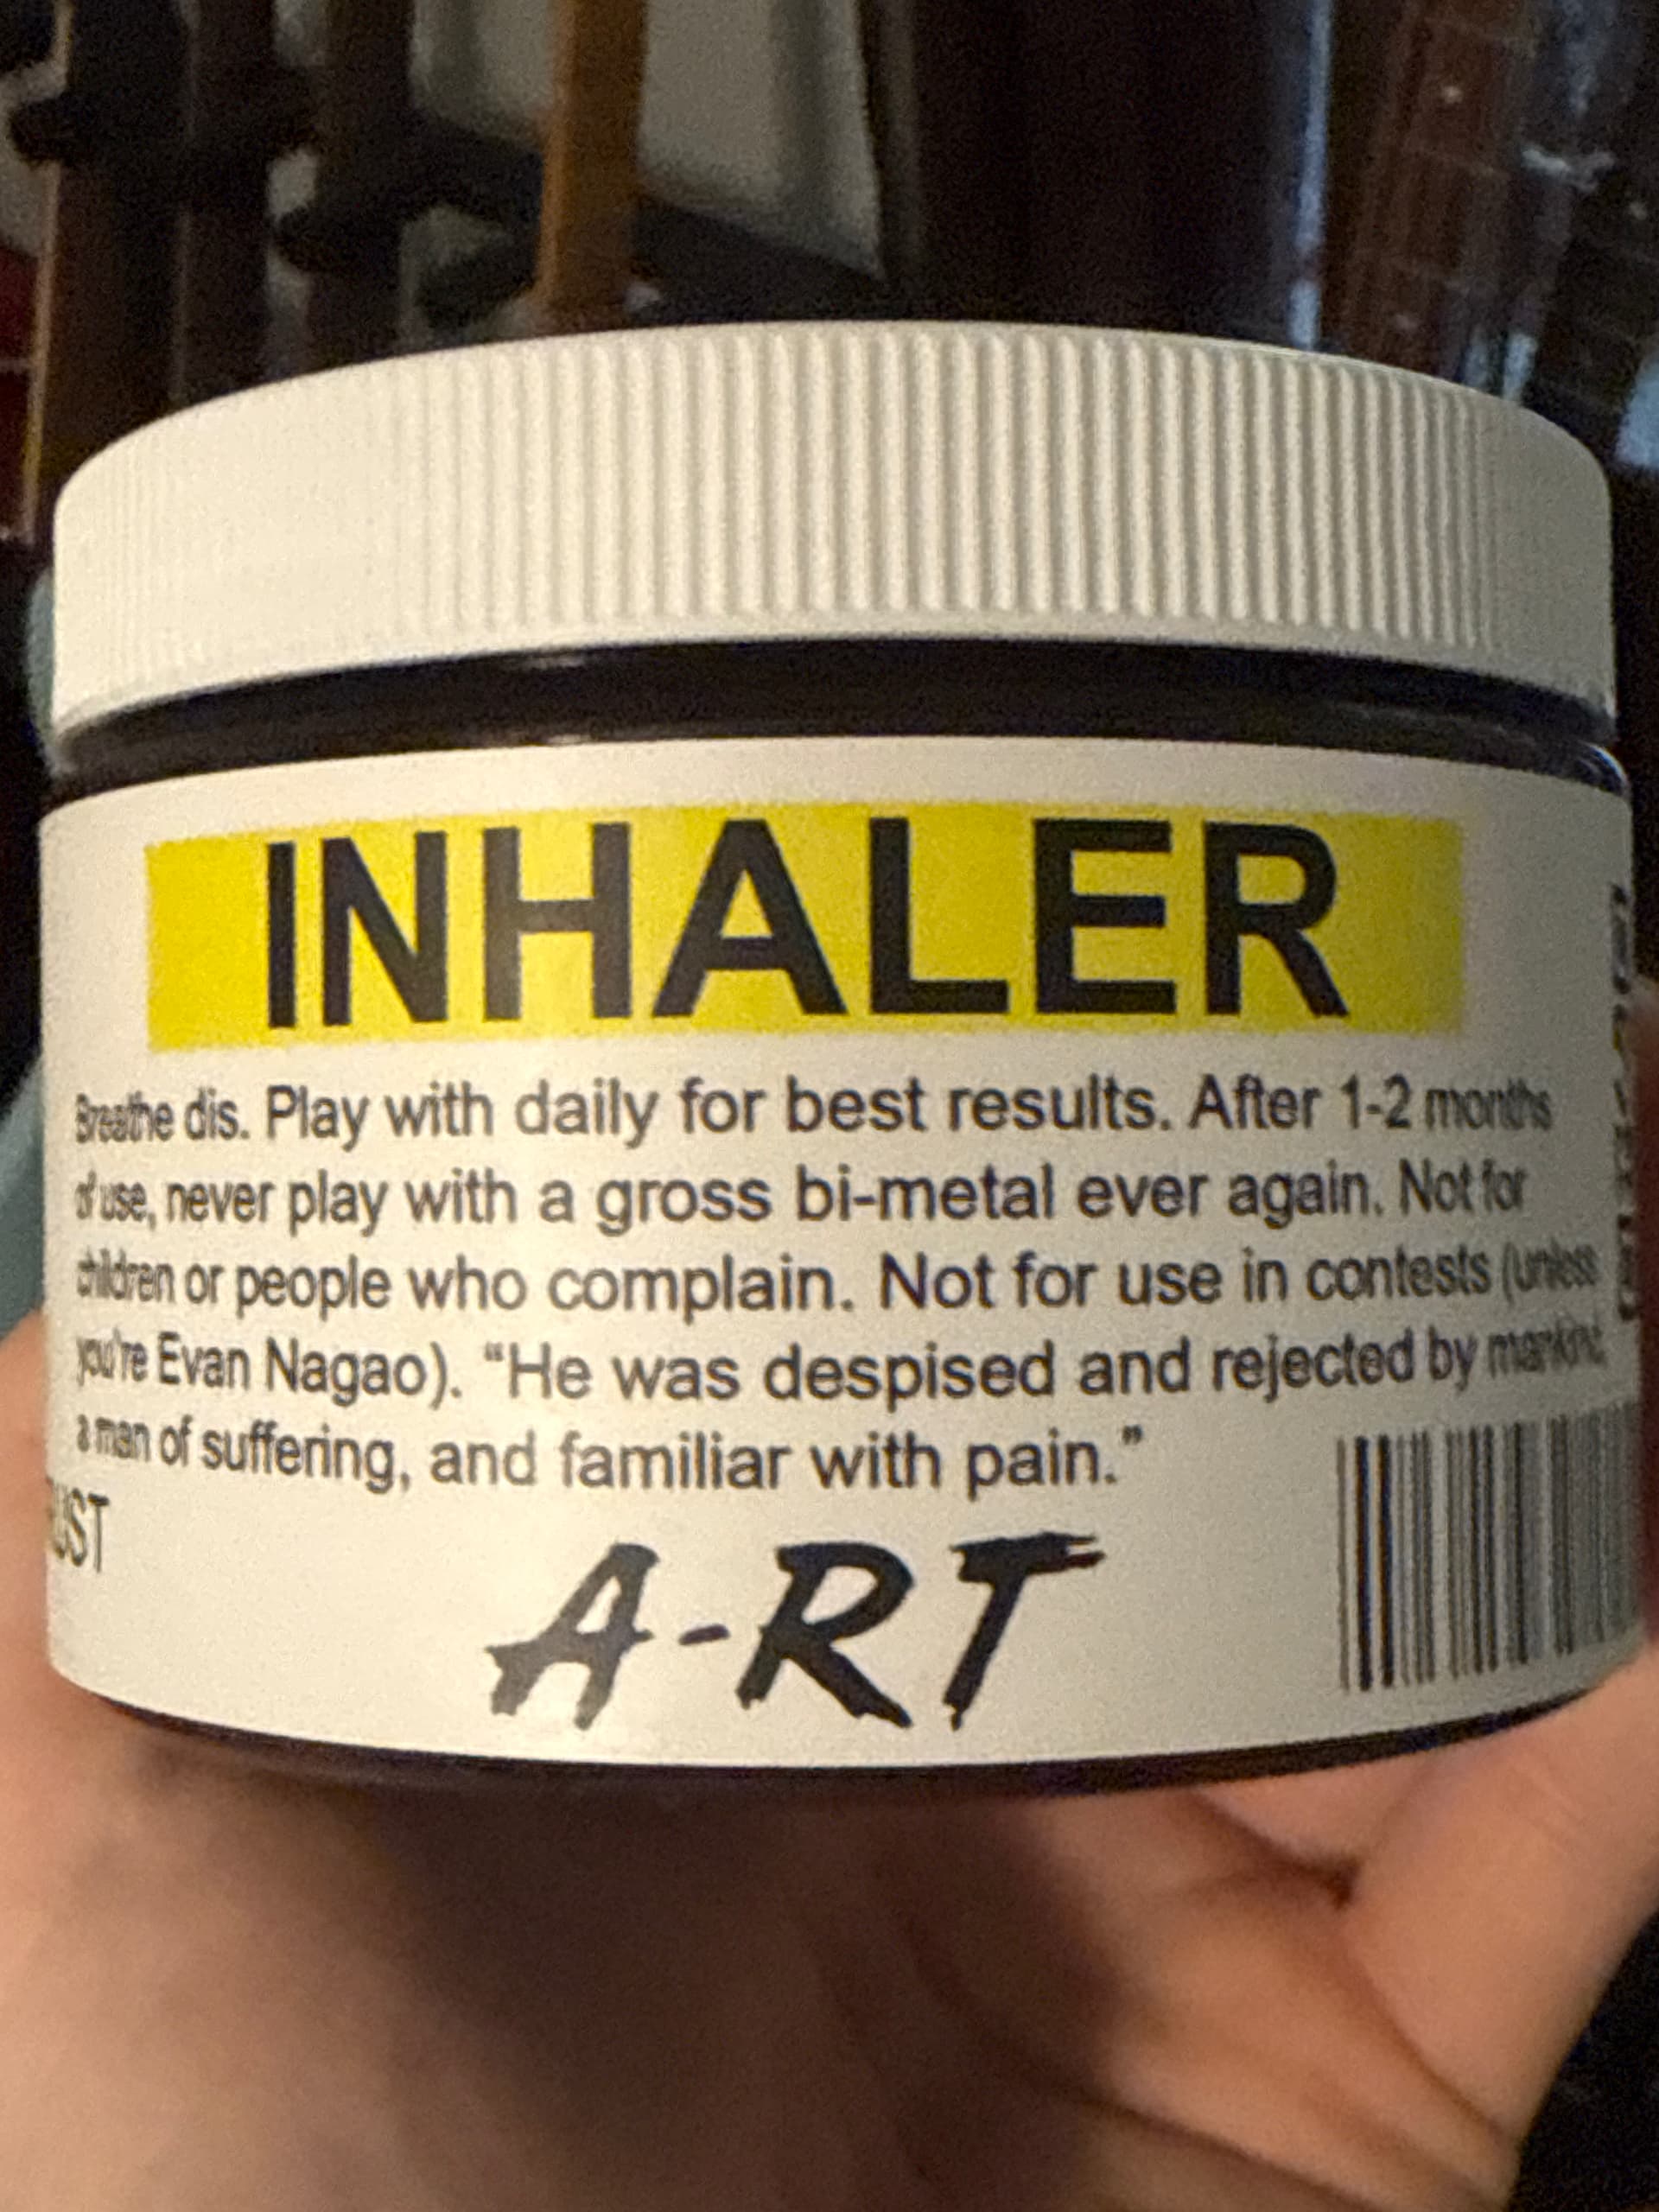 INHALER
Breathe dis. Play with daily for best results. After 1-2 months
of use, never play with a gross bi-metal ever again. Not for
children or people who complain. Not for use in contests (unless
you're Evan Nagao). “He was despised and rejected by mankind,
a man of suffering, and familiar with pain.”
A-RT